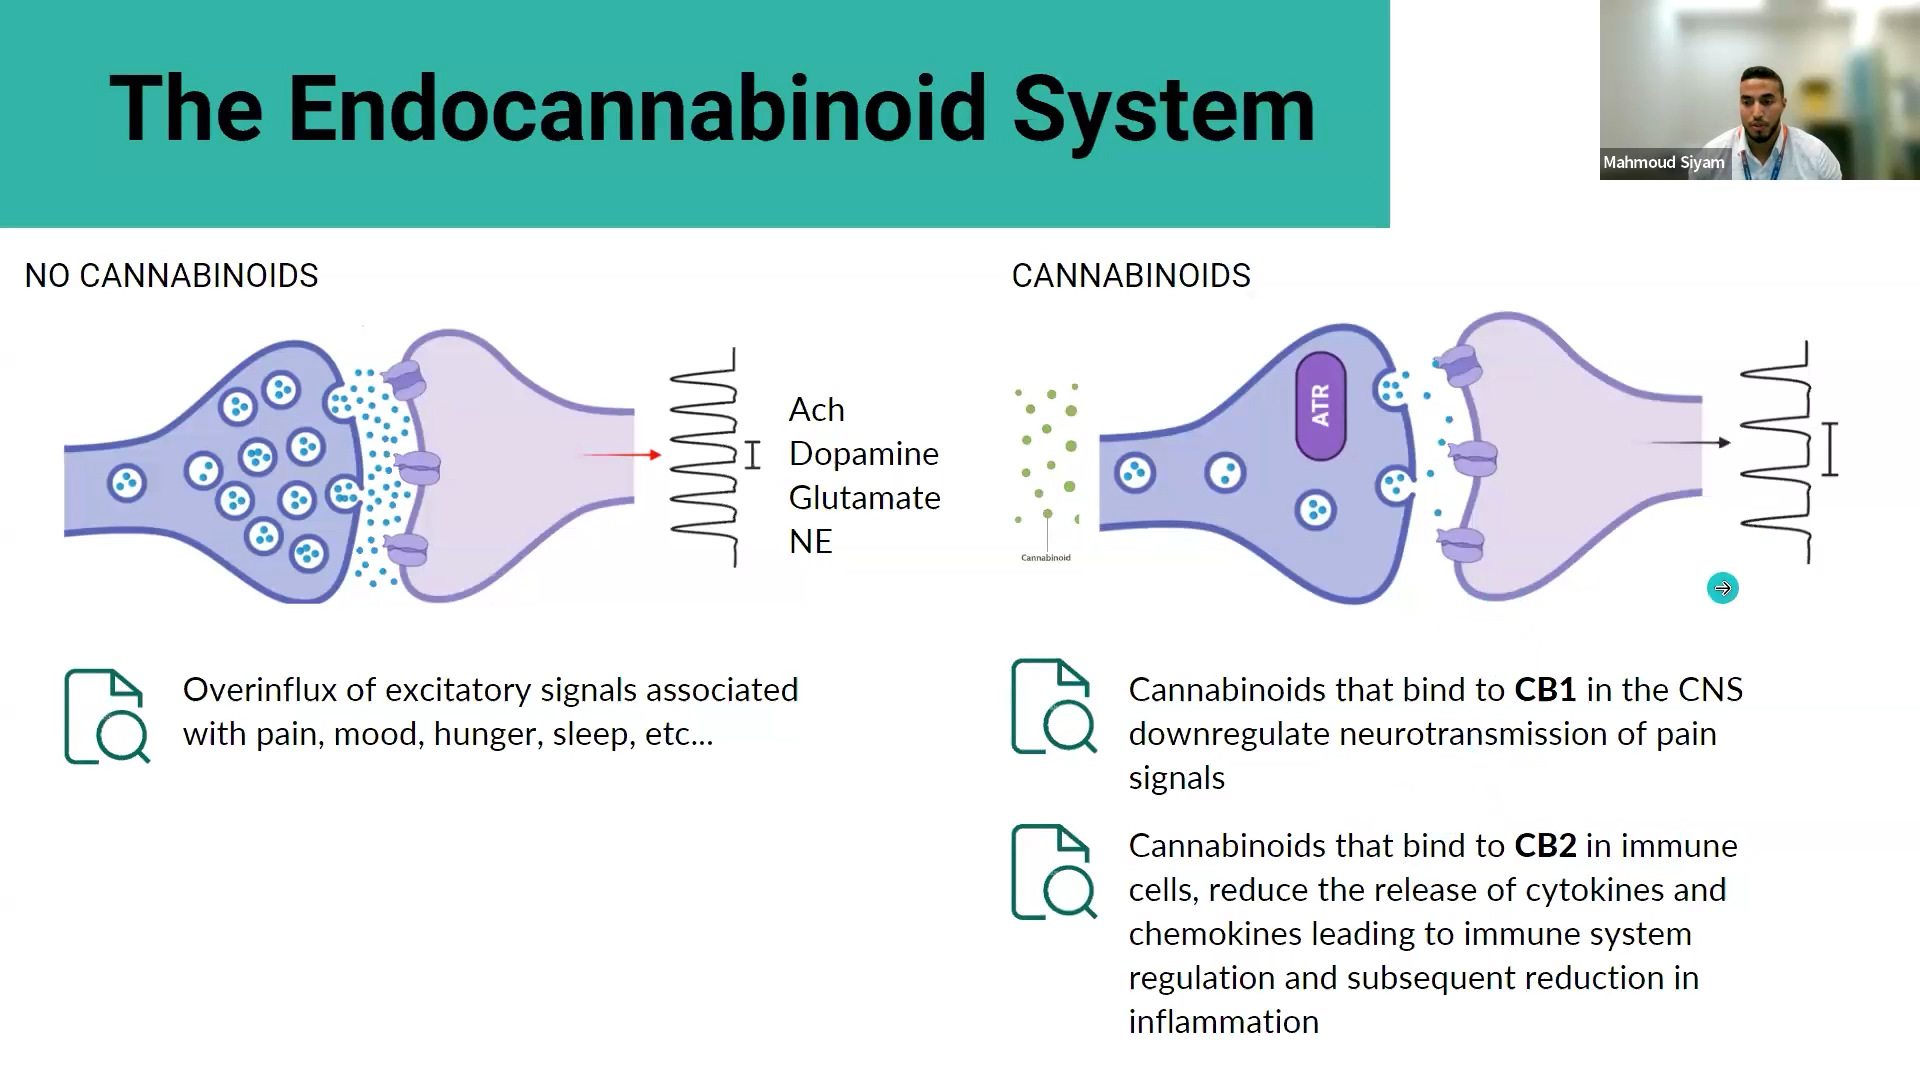 The Endocannabinoid System
Mahmoud Siyam
NO CANNABINOIDS
Ach
Dopamine
Glutamate
NE
Overinflux of excitatory signals associated
with pain, mood, hunger, sleep, etc...
CANNABINOIDS
Cannabinoid
ATR
Cannabinoids that bind to CB1 in the CNS
downregulate neurotransmission of pain
signals
Cannabinoids that bind to CB2 in immune
cells, reduce the release of cytokines and
chemokines leading to immune system
regulation and subsequent reduction in
inflammation